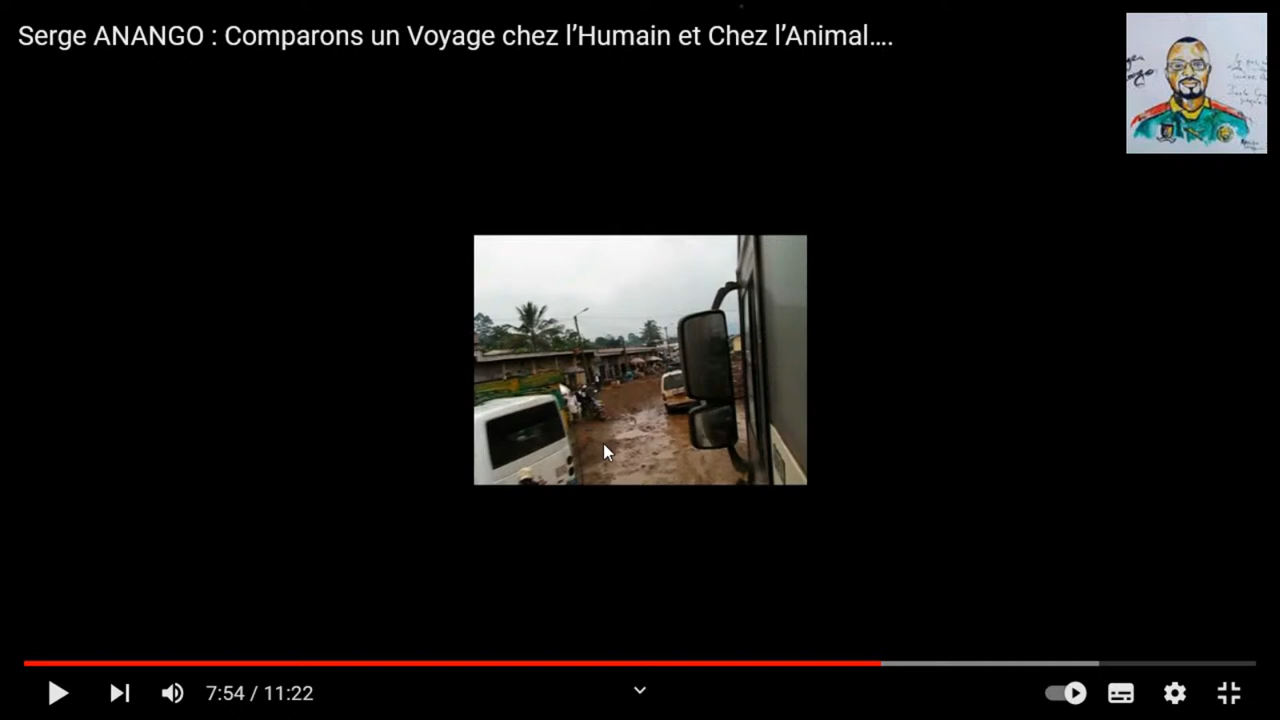 Serge ANANGO : Comparons un Voyage chez l’Humain et Chez l’Animal....
7:54 / 11:22